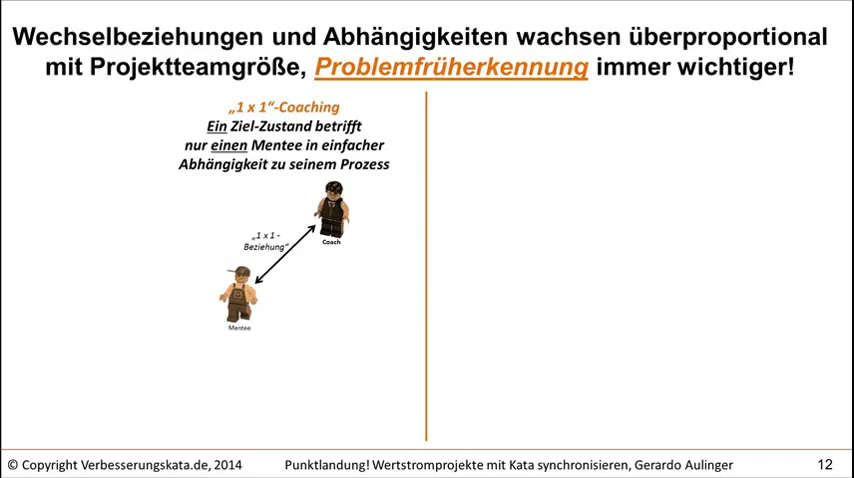 Wechselbeziehungen und Abhängigkeiten wachsen überproportional
mit Projektteamgröße, Problemfrüherkennung immer wichtiger!
„1 x 1“-Coaching
Ein Ziel-Zustand betrifft
nur einen Mentee in einfacher
Abhängigkeit zu seinem Prozess
„1 x 1 -
Beziehung“
Coach
Mentee
© Copyright Verbesserungskata.de, 2014
Punktlandung! Wertstromprojekte mit Kata synchronisieren, Gerardo Aulinger
12